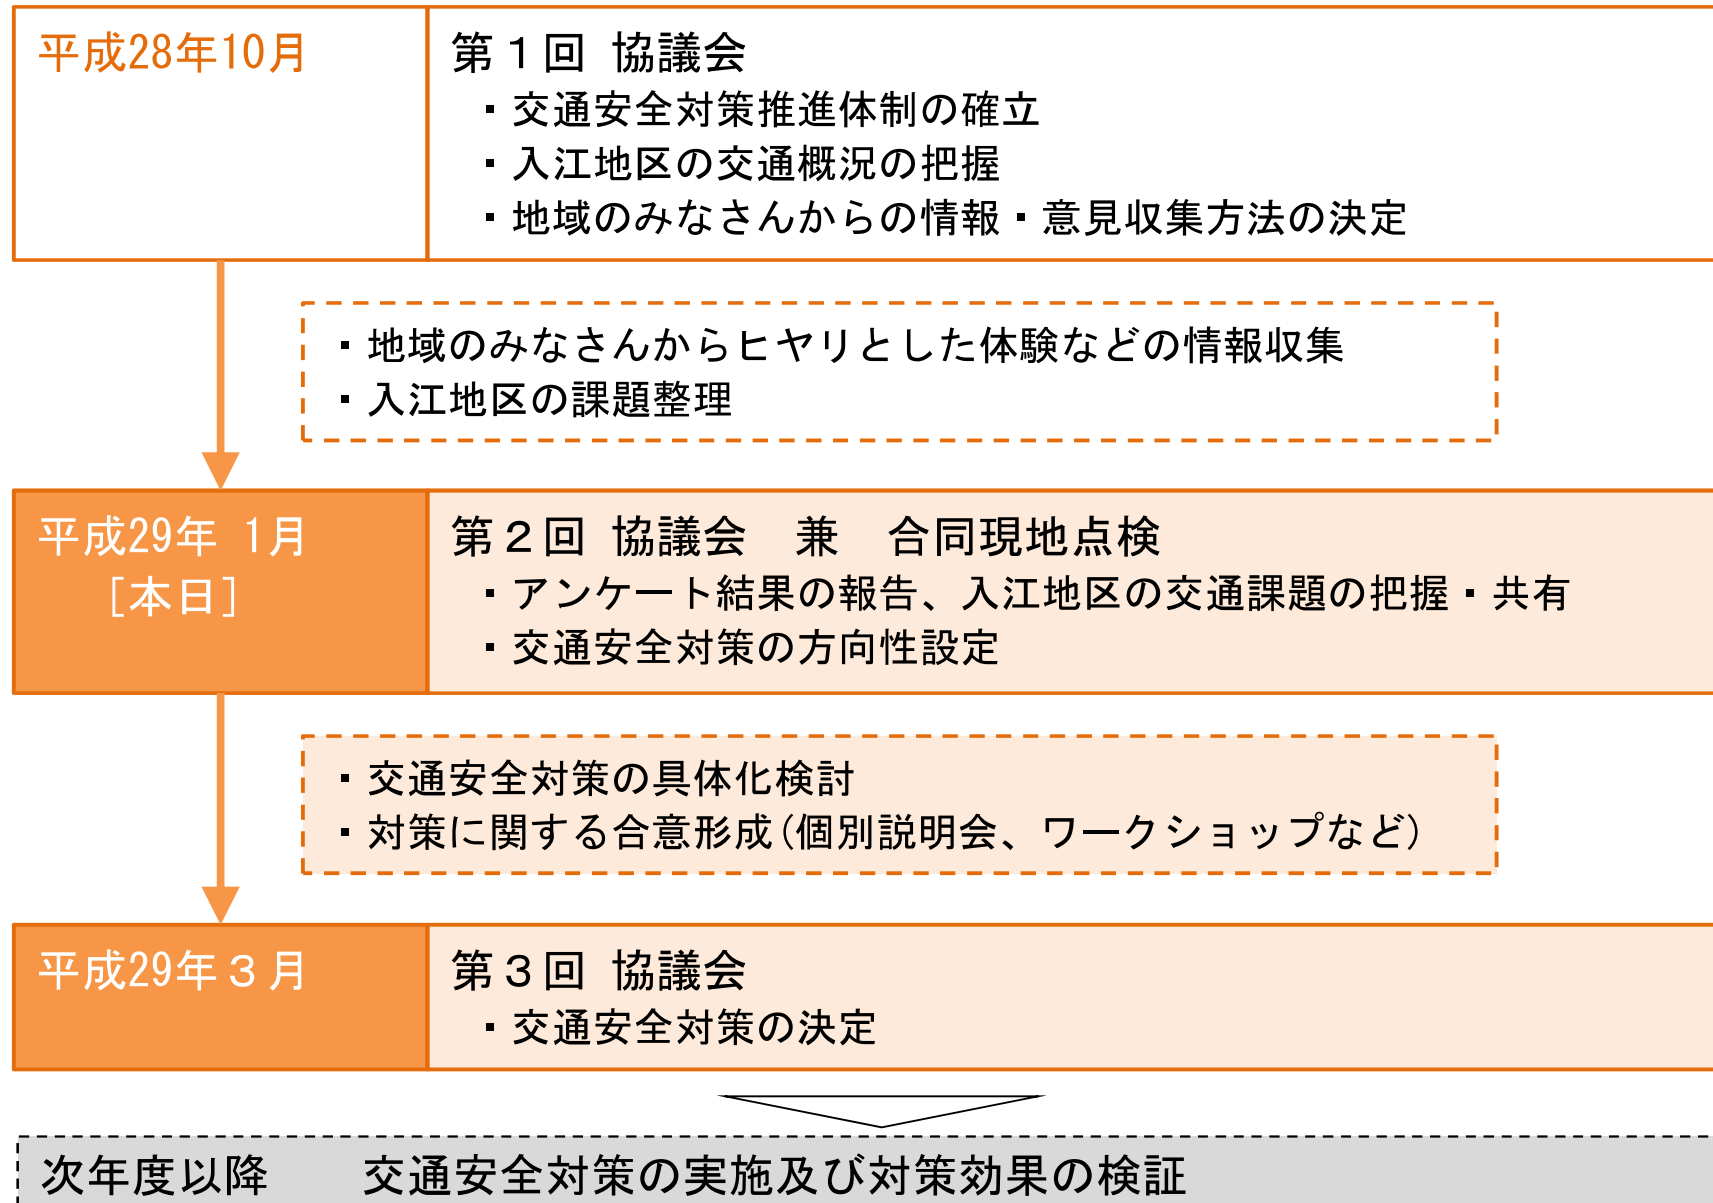 平成28年10月
第１回 協議会
・交通安全対策推進体制の確立
・入江地区の交通概況の把握
・地域のみなさんからの情報・意見収集方法の決定
・地域のみなさんからヒヤリとした体験などの情報収集
・入江地区の課題整理
平成29年 1月
[本日]
第２回 協議会　兼　合同現地点検
・アンケート結果の報告、入江地区の交通課題の把握・共有
・交通安全対策の方向性設定
・交通安全対策の具体化検討
・対策に関する合意形成(個別説明会、ワークショップなど)
平成29年３月
第３回 協議会
・交通安全対策の決定
次年度以降　　交通安全対策の実施及び対策効果の検証